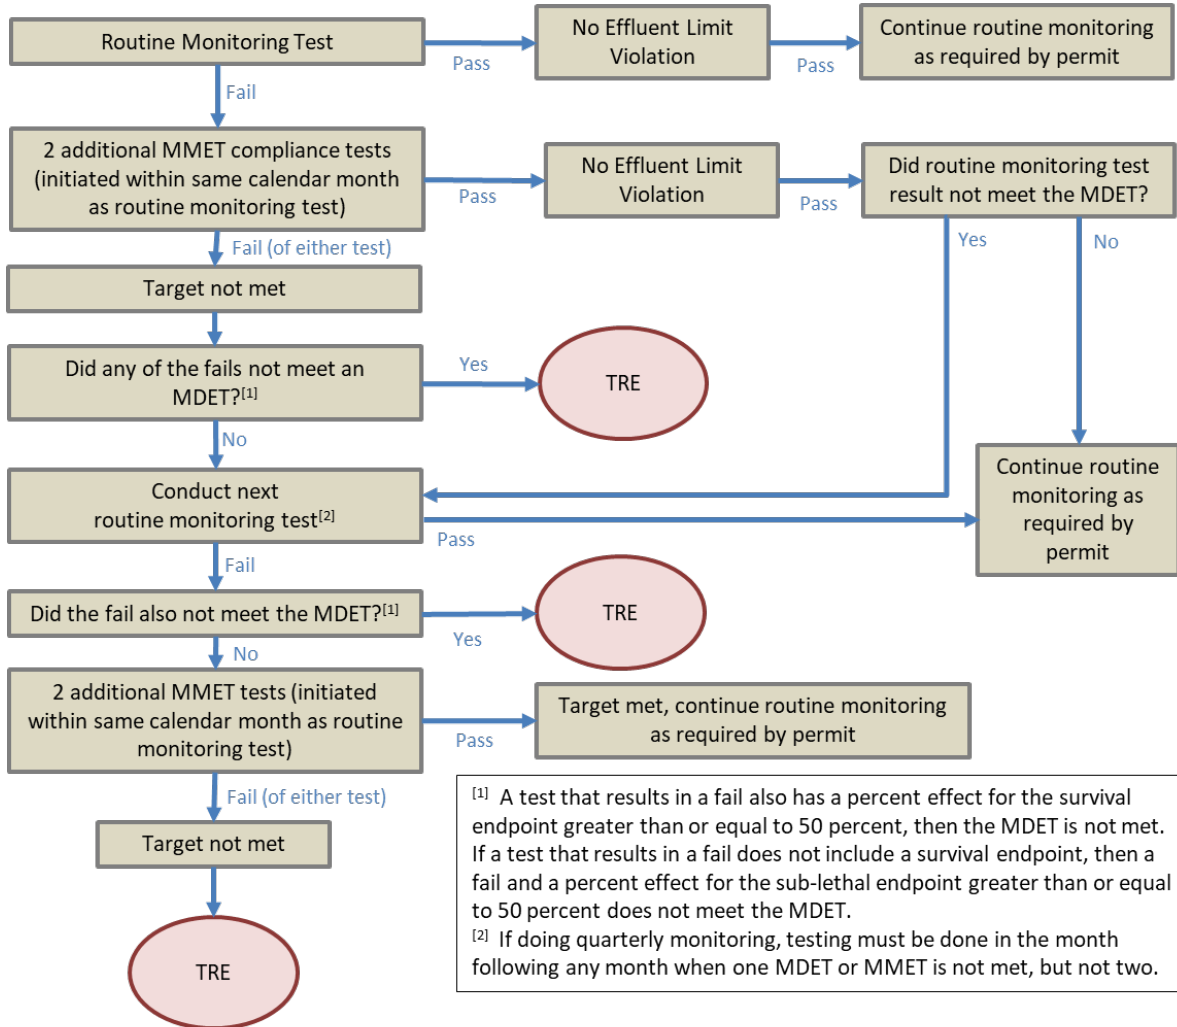 Routine Monitoring Test
Pass
No Effluent Limit
Violation
Pass
Continue routine monitoring
as required by permit
Fail
2 additional MMET compliance tests
(initiated within same calendar month
as routine monitoring test)
Pass
No Effluent Limit
Violation
Pass
Did routine monitoring test
result not meet the MDET?
Fail (of either test)
Yes
No
Target not met
Did any of the fails not meet an
MDET?[1]
Yes
TRE
No
Conduct next
routine monitoring test[2]
Pass
Continue routine
monitoring as
required by
permit
Fail
Did the fail also not meet the MDET?[1]
Yes
TRE
No
2 additional MMET tests (initiated
within same calendar month as routine
monitoring test)
Pass
Target met, continue routine monitoring
as required by permit
Fail (of either test)
Target not met
TRE
[1] A test that results in a fail also has a percent effect for the survival
endpoint greater than or equal to 50 percent, then the MDET is not met.
If a test that results in a fail does not include a survival endpoint, then a
fail and a percent effect for the sub-lethal endpoint greater than or equal
to 50 percent does not meet the MDET.
[2] If doing quarterly monitoring, testing must be done in the month
following any month when one MDET or MMET is not met, but not two.